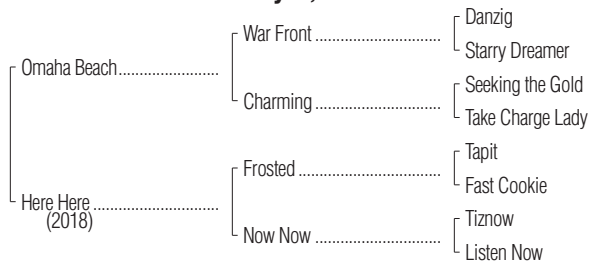 Danzig
War Front
Starry Dreamer
Omaha Beach
Seeking the Gold
Charming
Take Charge Lady
Tapit
Frosted
Fast Cookie
Here Here
(2018)
Tiznow
Now Now
Listen Now